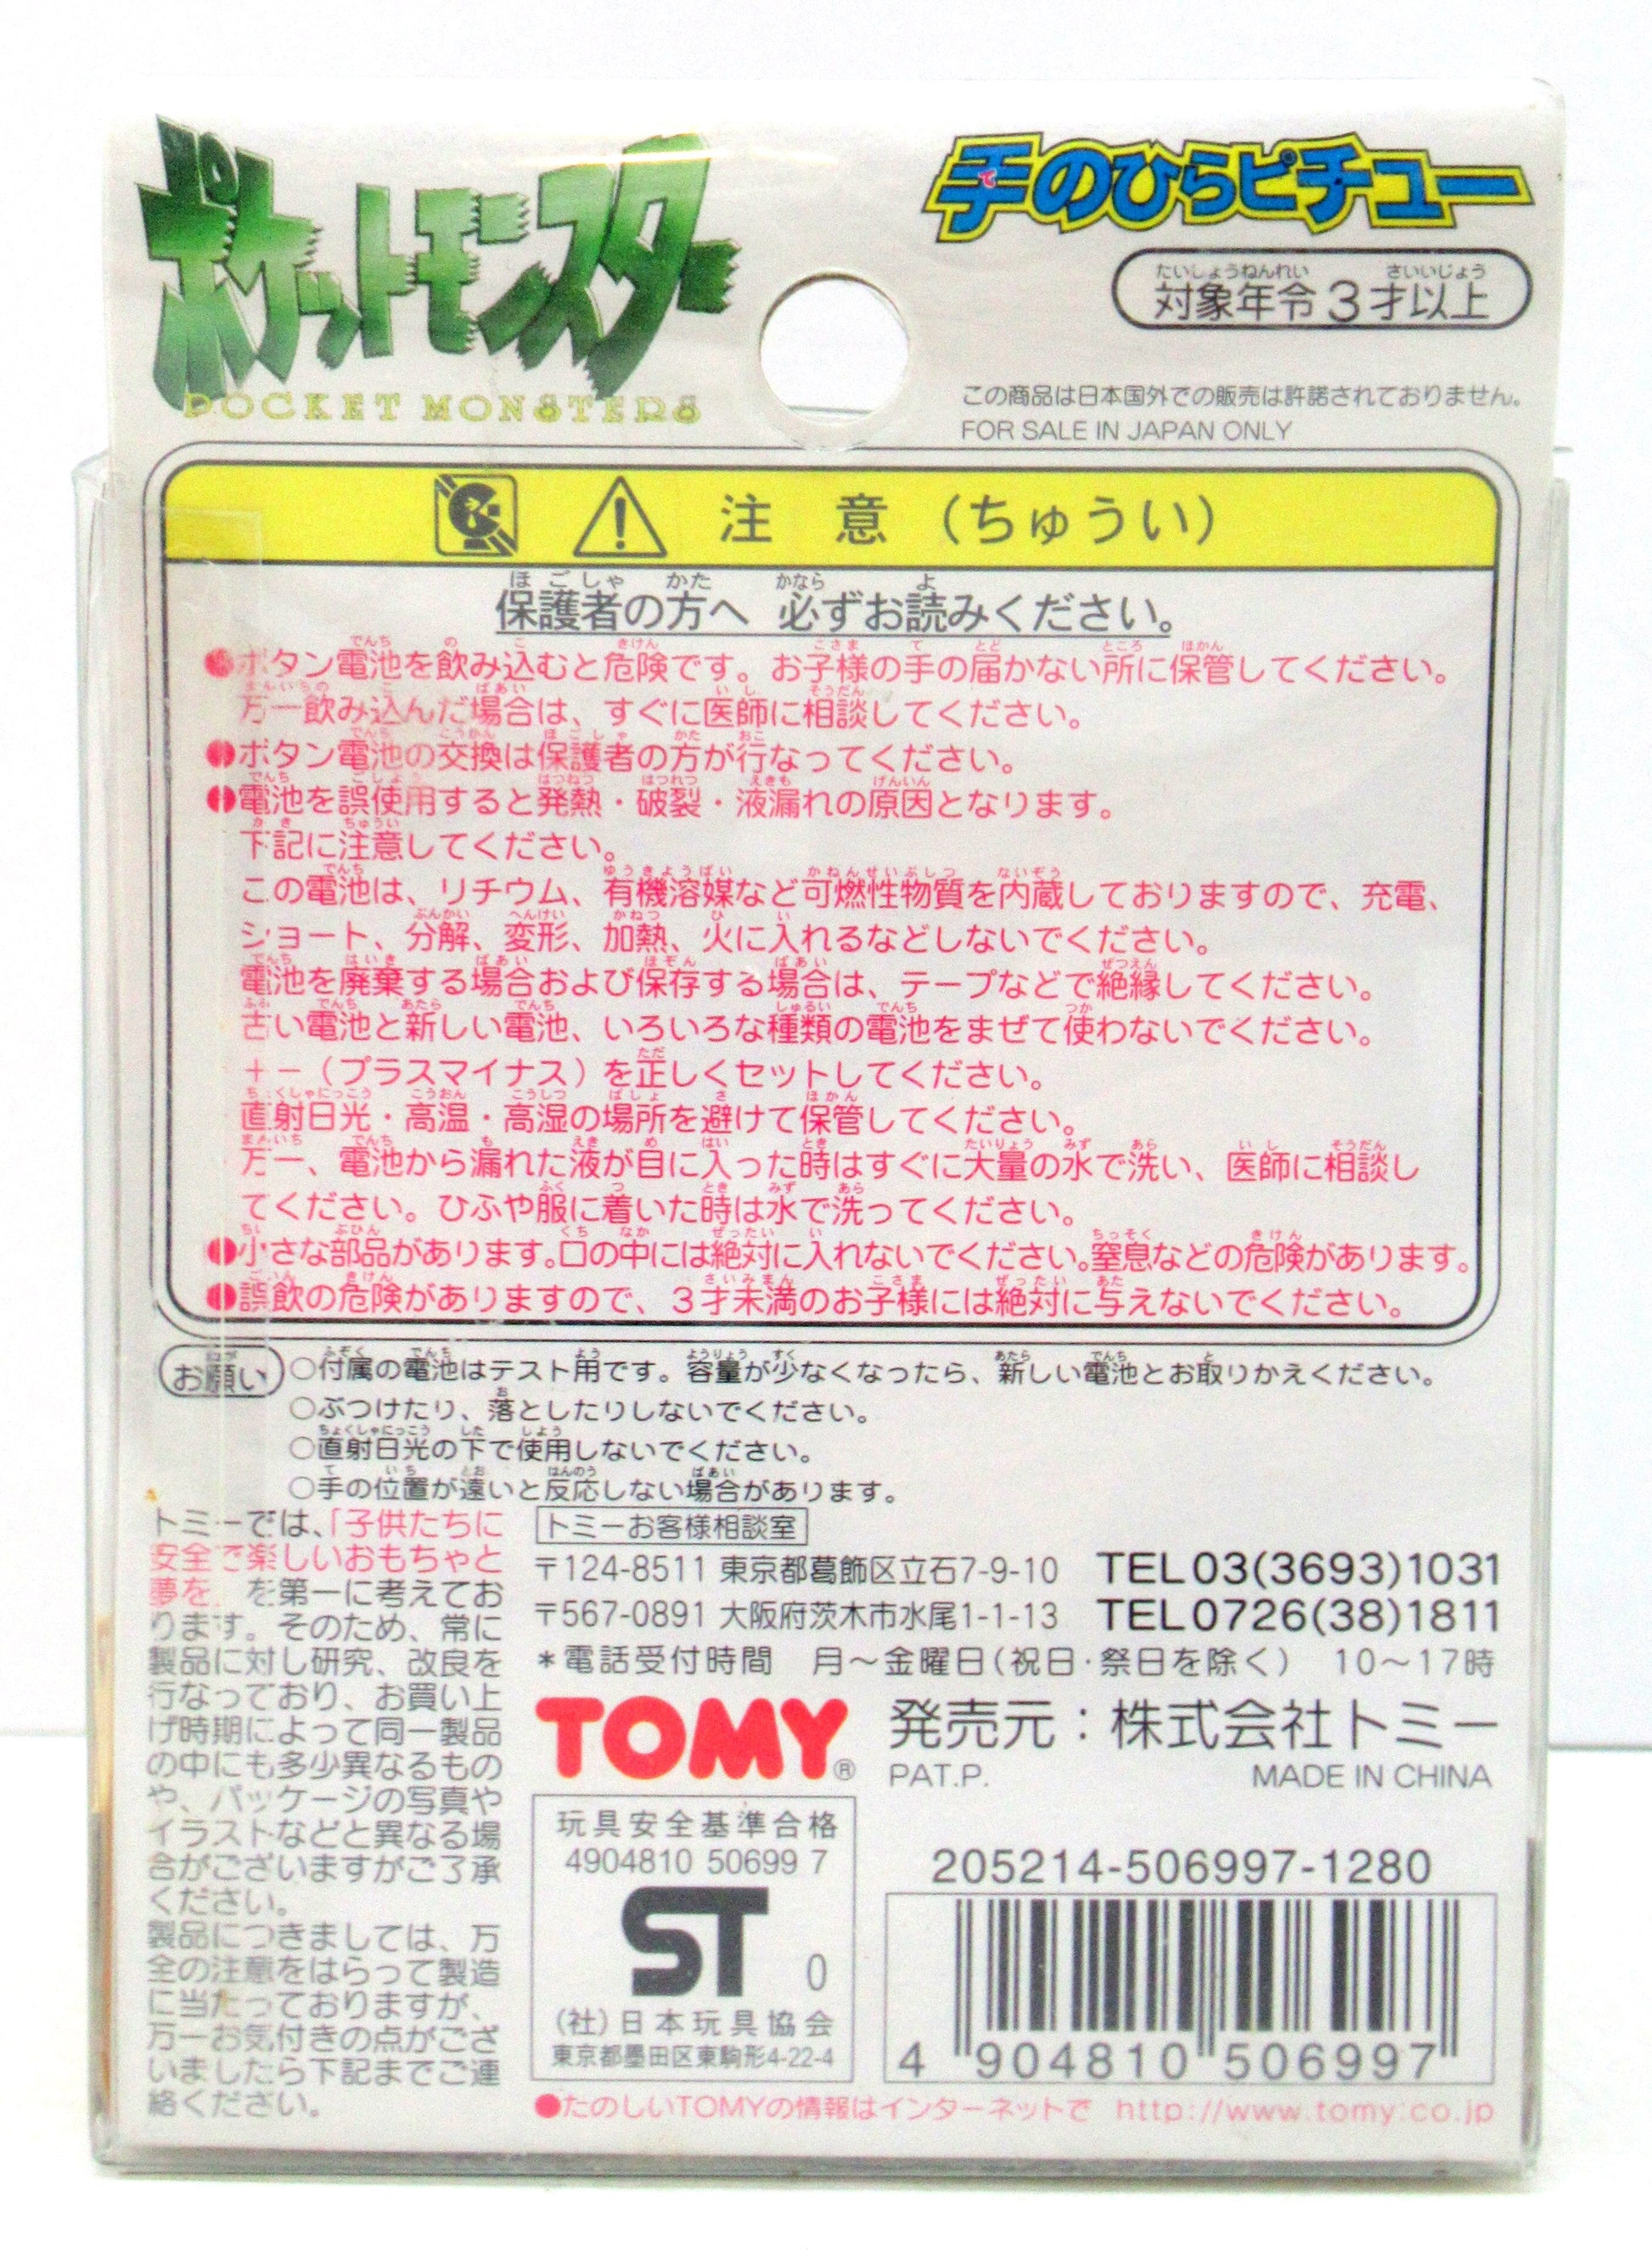 ポケットモンスター
POCKET MONSTERS
手のひらピチュー
対象年令3才以上
この商品は日本国外での販売は許諾されておりません。
FOR SALE IN JAPAN ONLY
注 意（ちゅうい）
保護者の方へ 必ずお読みください。
●ボタン電池を飲み込むと危険です。お子様の手の届かない所に保管してください。
万一飲み込んだ場合は、すぐに医師に相談してください。
●ボタン電池の交換は保護者の方が行なってください。
●電池を誤使用すると発熱・破裂・液漏れの原因となります。
下記に注意してください。
この電池は、リチウム、有機溶媒など可燃性物質を内蔵しておりますので、充電、
ショート、分解、変形、加熱、火に入れるなどしないでください。
電池を廃棄する場合および保存する場合は、テープなどで絶縁してください。
古い電池と新しい電池、いろいろな種類の電池をまぜて使わないでください。
＋－（プラスマイナス）を正しくセットしてください。
直射日光・高温・高湿の場所を避けて保管してください。
万一、電池から漏れた液が目に入った時はすぐに大量の水で洗い、医師に相談し
てください。ひふや服に着いた時は水で洗ってください。
●小さな部品があります。口の中には絶対に入れないでください。窒息などの危険があります。
●誤飲の危険がありますので、3才未満のお子様には絶対に与えないでください。
お願い ○付属の電池はテスト用です。容量が少なくなったら、新しい電池とお取りかえください。
○ぶつけたり、落としたりしないでください。
○直射日光の下で使用しないでください。
○手の位置が遠いと反応しない場合があります。
トミーでは、「子供たちに
安全で楽しいおもちゃと
夢を」を第一に考えてお
ります。そのため、常に
製品に対し研究、改良を
行なっており、お買い上
げ時期によって同一製品
の中にも多少異なるもの
や、パッケージの写真や
イラストなどと異なる場
合がございますがご了承
ください。
製品につきましては、万
全の注意をはらって製造
に当たっておりますが、
万一お気付きの点がござ
いましたら下記までご連
絡ください。
トミーお客様相談室
〒124-8511 東京都葛飾区立石7-9-10 TEL03(3693)1031
〒567-0891 大阪府茨木市水尾1-1-13 TEL0726(38)1811
＊電話受付時間 月～金曜日（祝日・祭日を除く） 10～17時
TOMY®
発売元：株式会社トミー
PAT.P. MADE IN CHINA
玩具安全基準合格
4904810 50699 7
ST 0
（社）日本玩具協会
東京都墨田区東駒形4-22-4
205214-506997-1280
4 904810 506997
●たのしいTOMYの情報はインターネットで http://www.tomy.co.jp